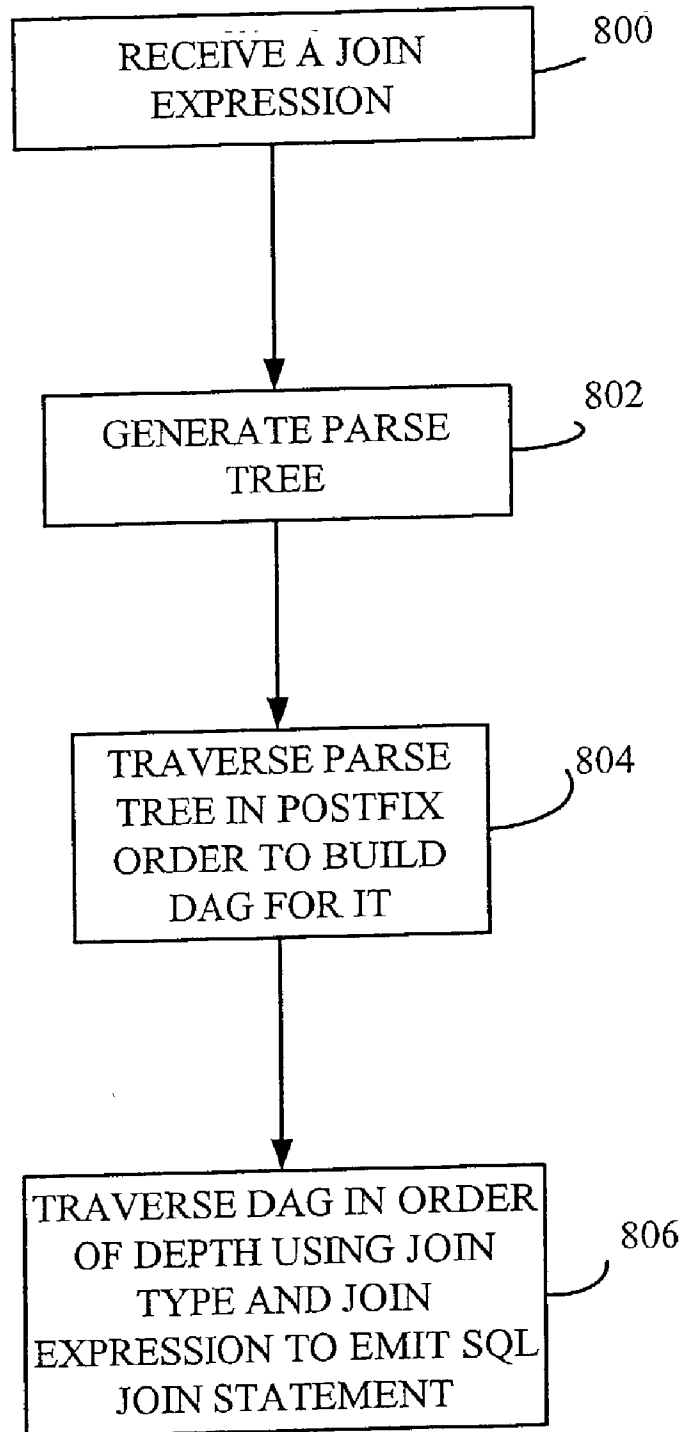 RECEIVE A JOIN
EXPRESSION
800
GENERATE PARSE
TREE
802
TRAVERSE PARSE
TREE IN POSTFIX
ORDER TO BUILD
DAG FOR IT
804
TRAVERSE DAG IN ORDER
OF DEPTH USING JOIN
TYPE AND JOIN
EXPRESSION TO EMIT SQL
JOIN STATEMENT
806